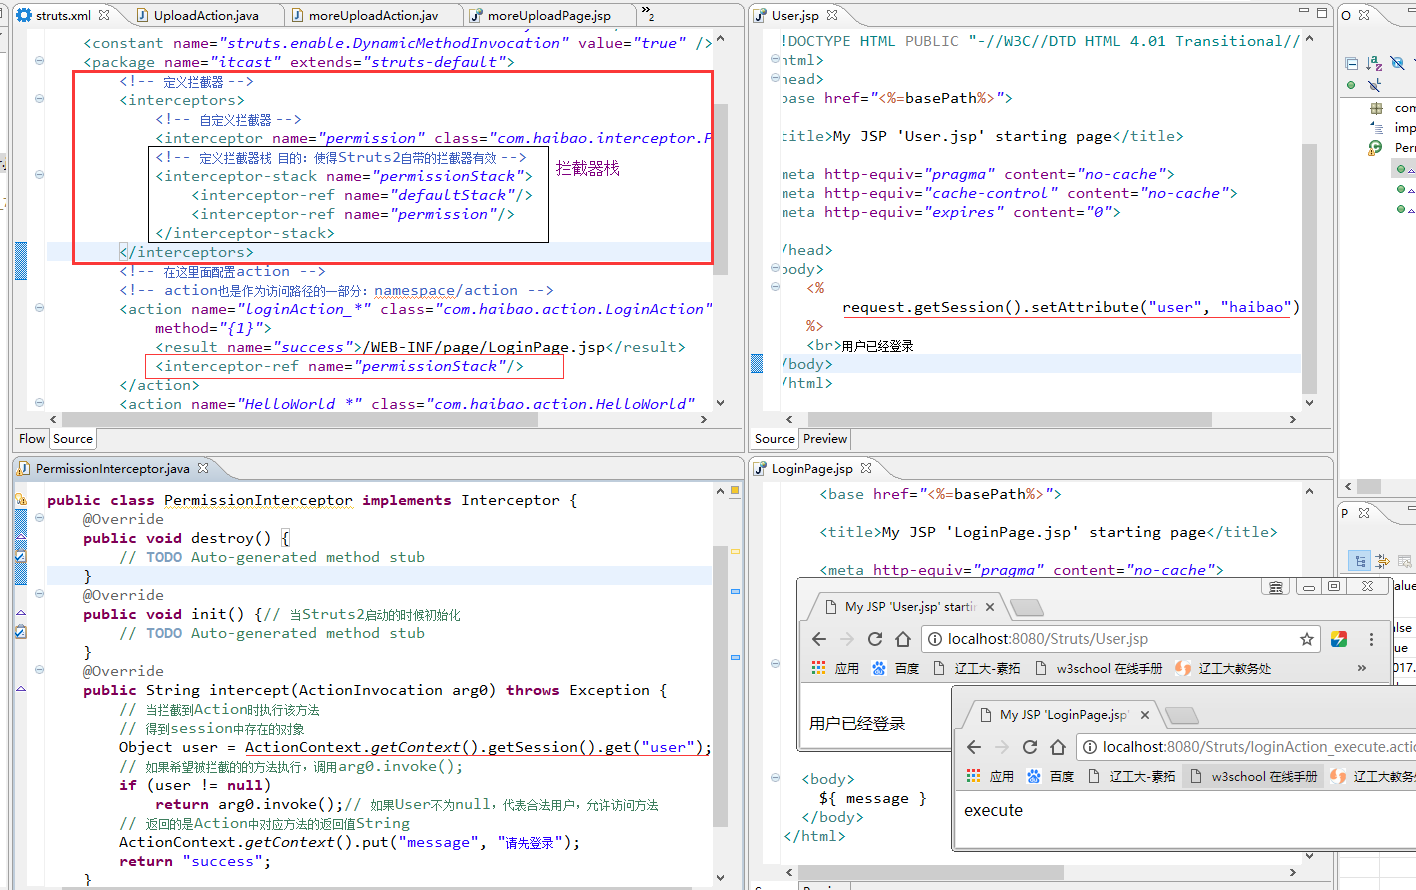 struts.xml
UploadAction.java
moreUploadAction.jav
moreUploadPage.jsp
»2
<constant name="struts.enable.DynamicMethodInvocation" value="true" />
<package name="itcast" extends="struts-default">
<!-- 定义拦截器 -->
<interceptors>
<!-- 自定义拦截器 -->
<interceptor name="permission" class="com.haibao.interceptor.P
<!-- 定义拦截器栈 目的: 使得Struts2自带的拦截器有效 -->
<interceptor-stack name="permissionStack">
<interceptor-ref name="defaultStack"/>
<interceptor-ref name="permission"/>
</interceptor-stack>
拦截器栈
</interceptors>
<!-- 在这里面配置action -->
<!-- action也是作为访问路径的一部分: namespace/action -->
<action name="loginAction_*" class="com.haibao.action.LoginAction"
method="{1}">
<result name="success">/WEB-INF/page/LoginPage.jsp</result>
<interceptor-ref name="permissionStack"/>
</action>
<action name="HelloWorld_*" class="com.haibao.action.HelloWorld"
Flow
Source
User.jsp
!DOCTYPE HTML PUBLIC "-//W3C//DTD HTML 4.01 Transitional//
html>
head>
base href="<%=basePath%>">
title>My JSP 'User.jsp' starting page</title>
meta http-equiv="pragma" content="no-cache">
meta http-equiv="cache-control" content="no-cache">
meta http-equiv="expires" content="0">
/head>
body>
<%
request.getSession().setAttribute("user", "haibao")
%>
<br>用户已经登录
/body>
/html>
Source
Preview
O
com
imp
Per
PermissionInterceptor.java
public class PermissionInterceptor implements Interceptor {
@Override
public void destroy() {
// TODO Auto-generated method stub
}
@Override
public void init() {// 当Struts2启动的时候初始化
// TODO Auto-generated method stub
}
@Override
public String intercept(ActionInvocation arg0) throws Exception {
// 当拦截到Action时执行该方法
// 得到session中存在的对象
Object user = ActionContext.getContext().getSession().get("user");
// 如果希望被拦截的的方法执行，调用arg0.invoke();
if (user != null)
return arg0.invoke();// 如果User不为null，代表合法用户，允许访问方法
// 返回的是Action中对应方法的返回值String
ActionContext.getContext().put("message", "请先登录");
return "success";
}
LoginPage.jsp
<base href="<%=basePath%>">
<title>My JSP 'LoginPage.jsp' starting page</title>
<meta http-equiv="pragma" content="no-cache">
<body>
${ message }
</body>
</html>
My JSP 'User.jsp' startin
localhost:8080/Struts/User.jsp
应用
百度
辽工大-素拓
w3school 在线手册
辽工大教务处
»
用户已经登录
My JSP 'LoginPage.jsp'
localhost:8080/Struts/loginAction_execute.actio
应用
百度
辽工大-素拓
w3school 在线手册
辽工大教务
execute
P
alue
lse
ue
017.